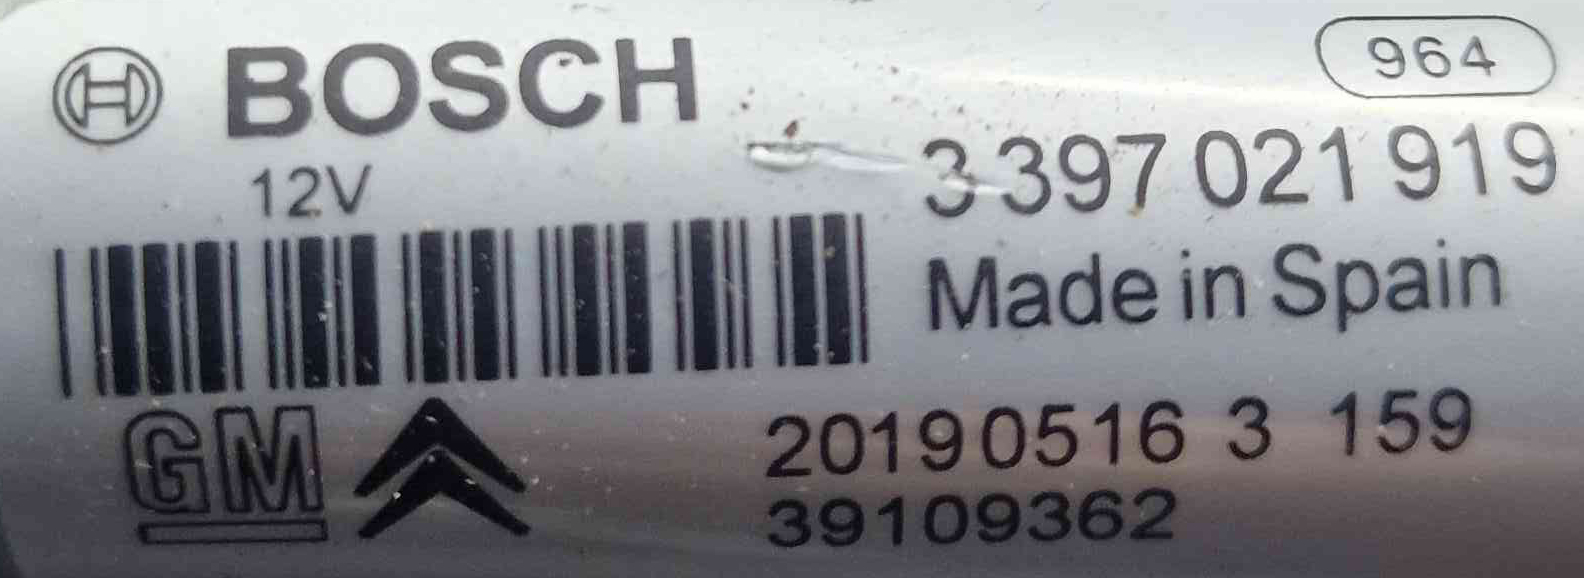 BOSCH
964
12V
3 397 021 919
Made in Spain
GM
20190516 3 159
39109362